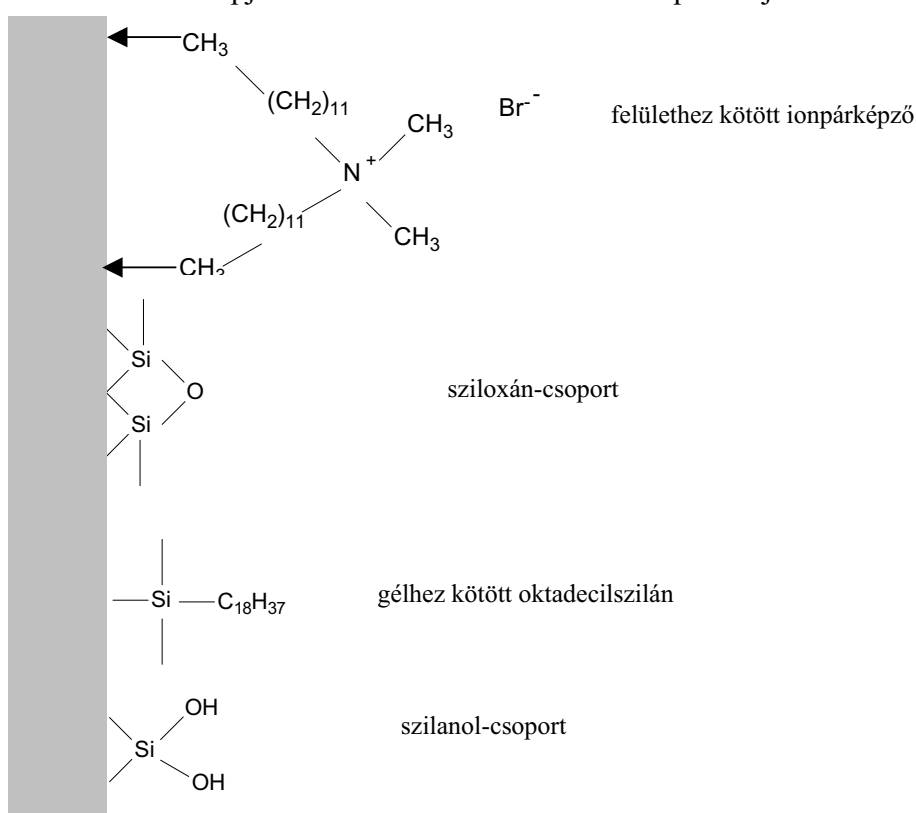 CH3
(CH2)11
Br- -
felülethez kötött ionpárképző
CH3
N+
(CH2)11
CH3
CH3
Si
O
sziloxán-csoport
Si
Si
C18H37
gélhez kötött oktadecilszilán
OH
szilanol-csoport
Si
OH